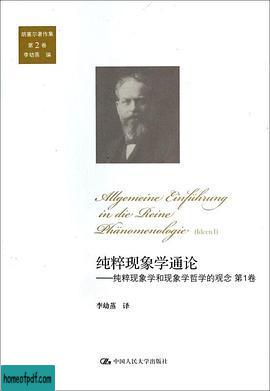 胡塞尔著作集
第2卷
李幼蒸 编
Allgemeine Einführung
in die Reine
Phänomenologie (Ideen I)
纯粹现象学通论
——纯粹现象学和现象学哲学的观念 第1卷
李幼蒸 译
中国人民大学出版社
homeofpdf.com